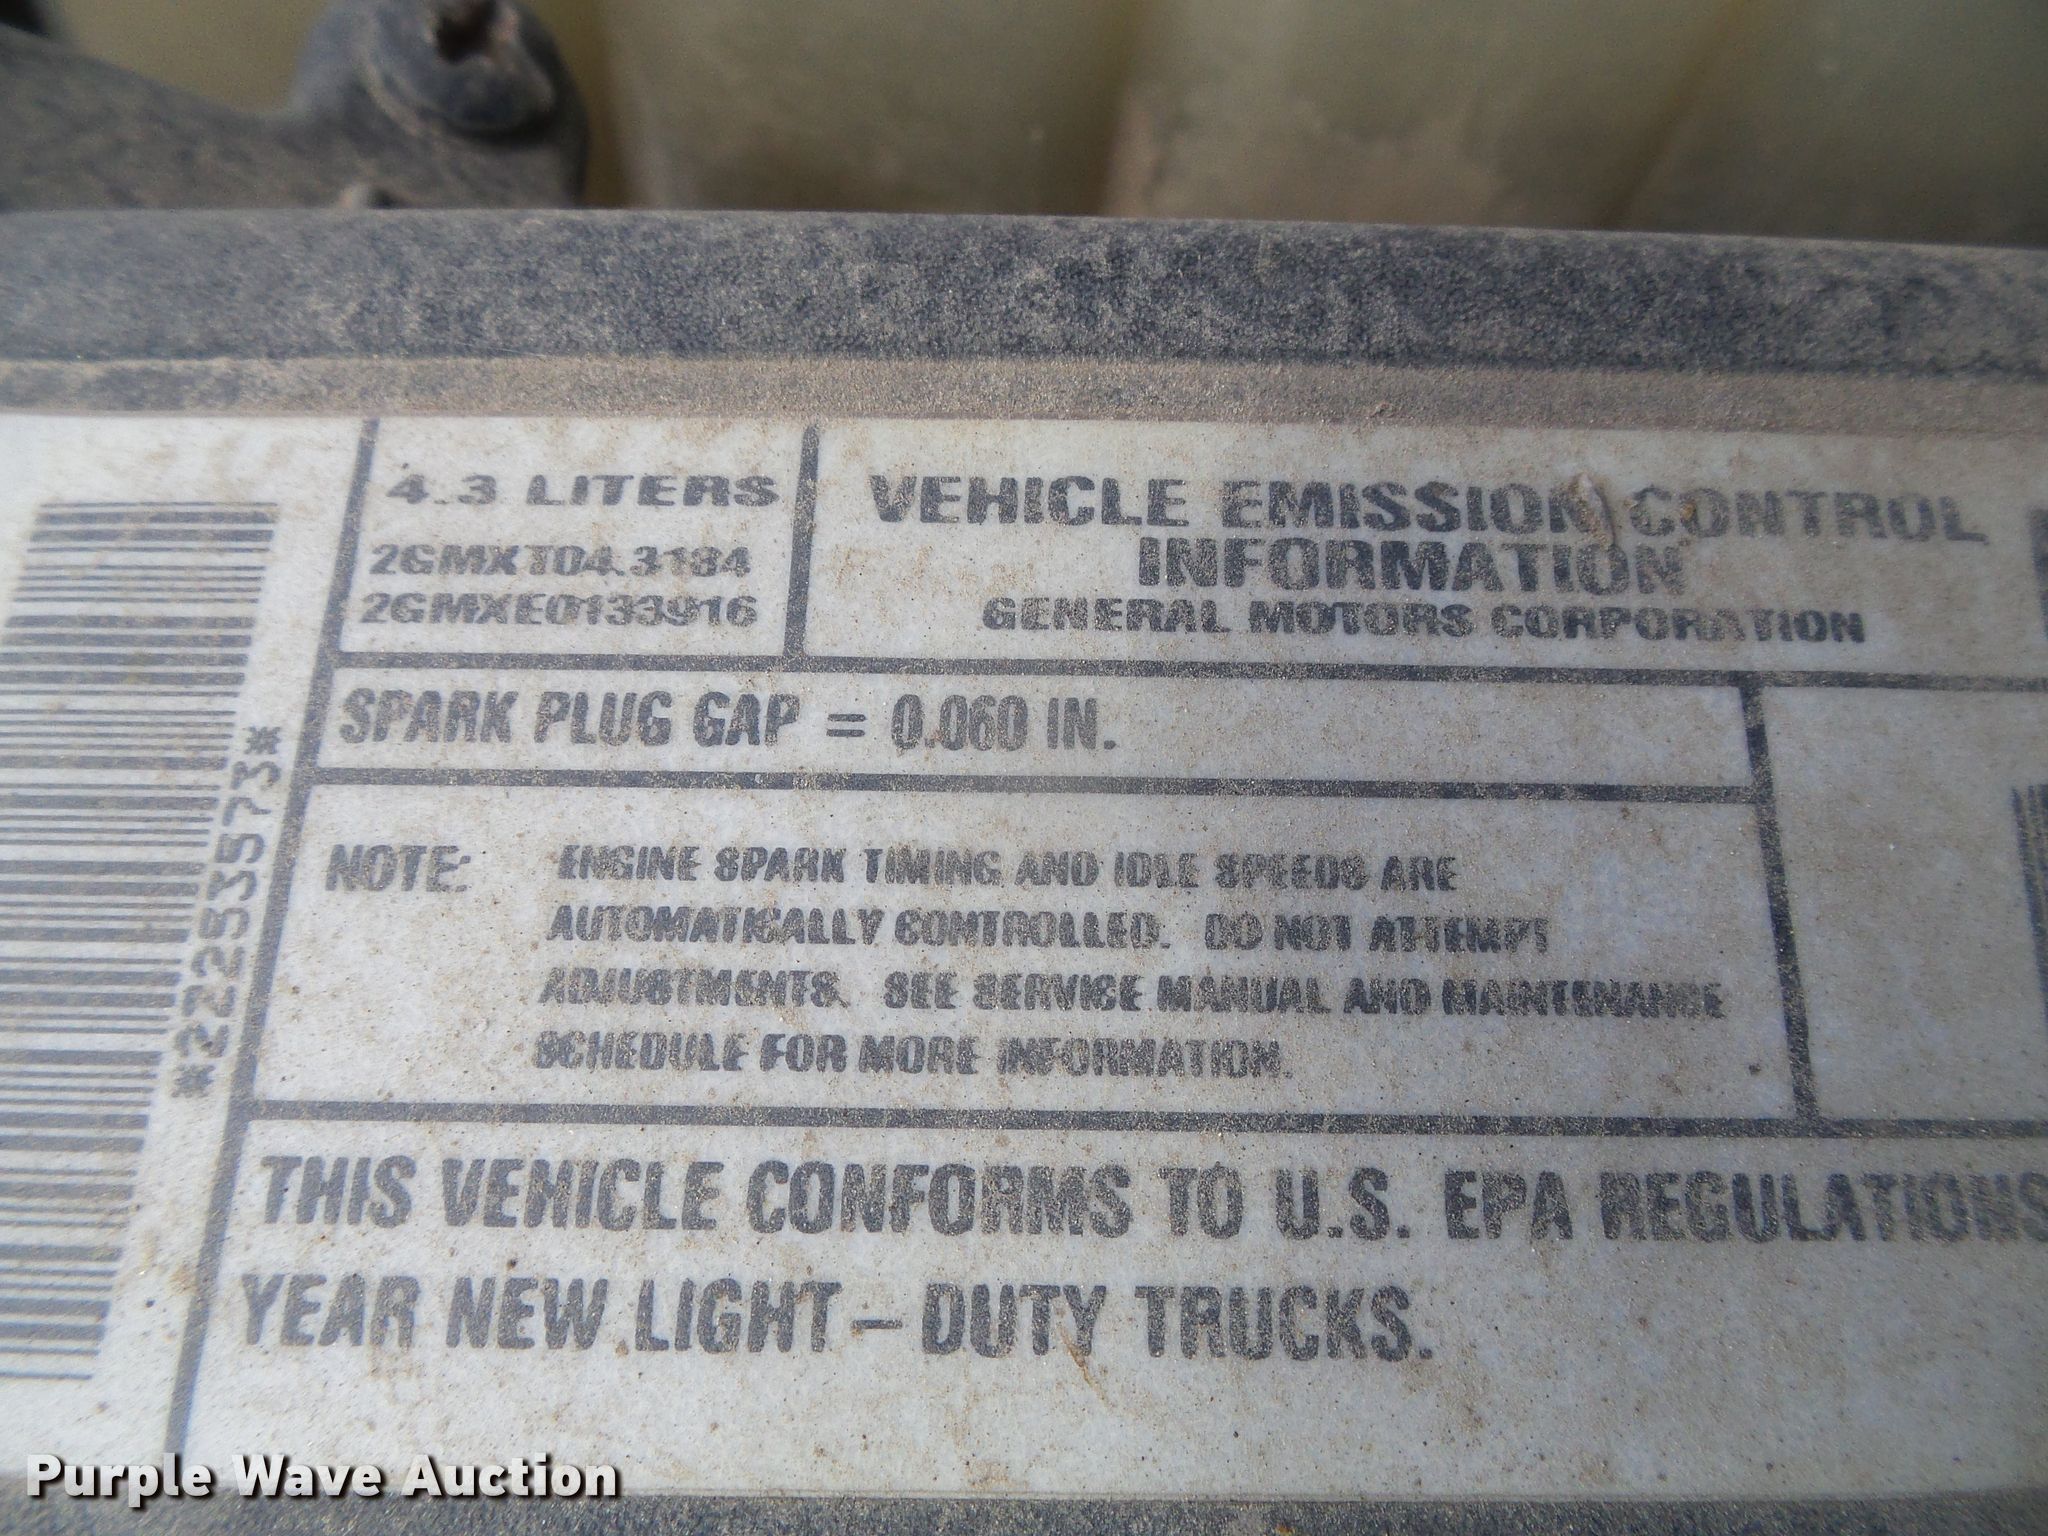 4.3 LITERS
2GMXT04.3184
2GMXE0133916
VEHICLE EMISSION CONTROL
INFORMATION
GENERAL MOTORS CORPORATION
SPARK PLUG GAP = 0.060 IN.
NOTE: ENGINE SPARK TIMING AND IDLE SPEEDS ARE
AUTOMATICALLY CONTROLLED. DO NOT ATTEMPT
ADJUSTMENTS. SEE SERVICE MANUAL AND MAINTENANCE
SCHEDULE FOR MORE INFORMATION.
THIS VEHICLE CONFORMS TO U.S. EPA REGULATIONS
YEAR NEW LIGHT-DUTY TRUCKS.
*22253573*
Purple Wave Auction